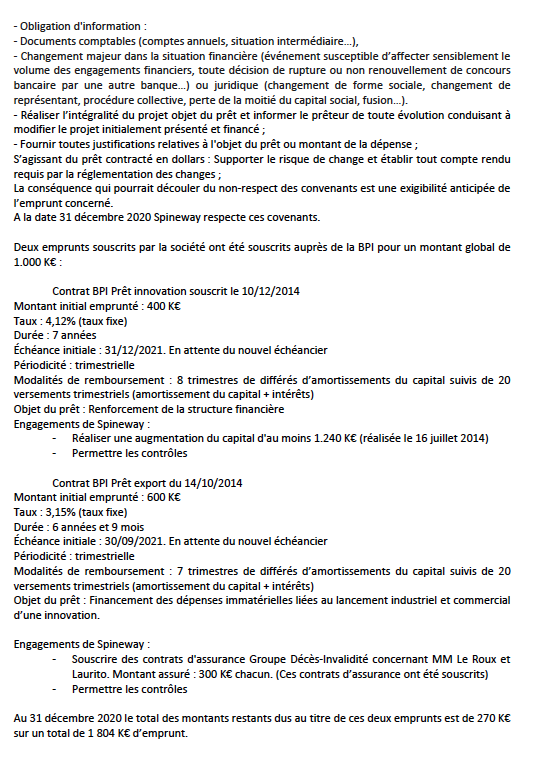 - Obligation d'information :
- Documents comptables (comptes annuels, situation intermédiaire…),
- Changement majeur dans la situation financière (événement susceptible d'affecter sensiblement le
volume des engagements financiers, toute décision de rupture ou non renouvellement de concours
bancaire par une autre banque…) ou juridique (changement de forme sociale, changement de
représentant, procédure collective, perte de la moitié du capital social, fusion…).
- Réaliser l'intégralité du projet objet du prêt et informer le prêteur de toute évolution conduisant à
modifier le projet initialement présenté et financé ;
- Fournir toutes justifications relatives à l'objet du prêt ou montant de la dépense ;
S'agissant du prêt contracté en dollars : Supporter le risque de change et établir tout compte rendu
requis par la réglementation des changes ;
La conséquence qui pourrait découler du non-respect des convenants est une exigibilité anticipée de
l'emprunt concerné.
A la date 31 décembre 2020 Spineway respecte ces covenants.
Deux emprunts souscrits par la société ont été souscrits auprès de la BPI pour un montant global de
1.000 K€ :
Contrat BPI Prêt innovation souscrit le 10/12/2014
Montant initial emprunté : 400 K€
Taux : 4,12% (taux fixe)
Durée : 7 années
Échéance initiale : 31/12/2021. En attente du nouvel échéancier
Périodicité : trimestrielle
Modalités de remboursement : 8 trimestres de différés d'amortissements du capital suivis de 20
versements trimestriels (amortissement du capital + intérêts)
Objet du prêt : Renforcement de la structure financière
Engagements de Spineway :
- Réaliser une augmentation du capital d'au moins 1.240 K€ (réalisée le 16 juillet 2014)
- Permettre les contrôles
Contrat BPI Prêt export du 14/10/2014
Montant initial emprunté : 600 K€
Taux : 3,15% (taux fixe)
Durée : 6 années et 9 mois
Échéance initiale : 30/09/2021. En attente du nouvel échéancier
Périodicité : trimestrielle
Modalités de remboursement : 7 trimestres de différés d'amortissements du capital suivis de 20
versements trimestriels (amortissement du capital + intérêts)
Objet du prêt : Financement des dépenses immatérielles liées au lancement industriel et commercial
d'une innovation.
Engagements de Spineway :
- Souscrire des contrats d'assurance Groupe Décès-Invalidité concernant MM Le Roux et
Laurito. Montant assuré : 300 K€ chacun. (Ces contrats d'assurance ont été souscrits)
- Permettre les contrôles
Au 31 décembre 2020 le total des montants restants dus au titre de ces deux emprunts est de 270 K€
sur un total de 1 804 K€ d'emprunt.